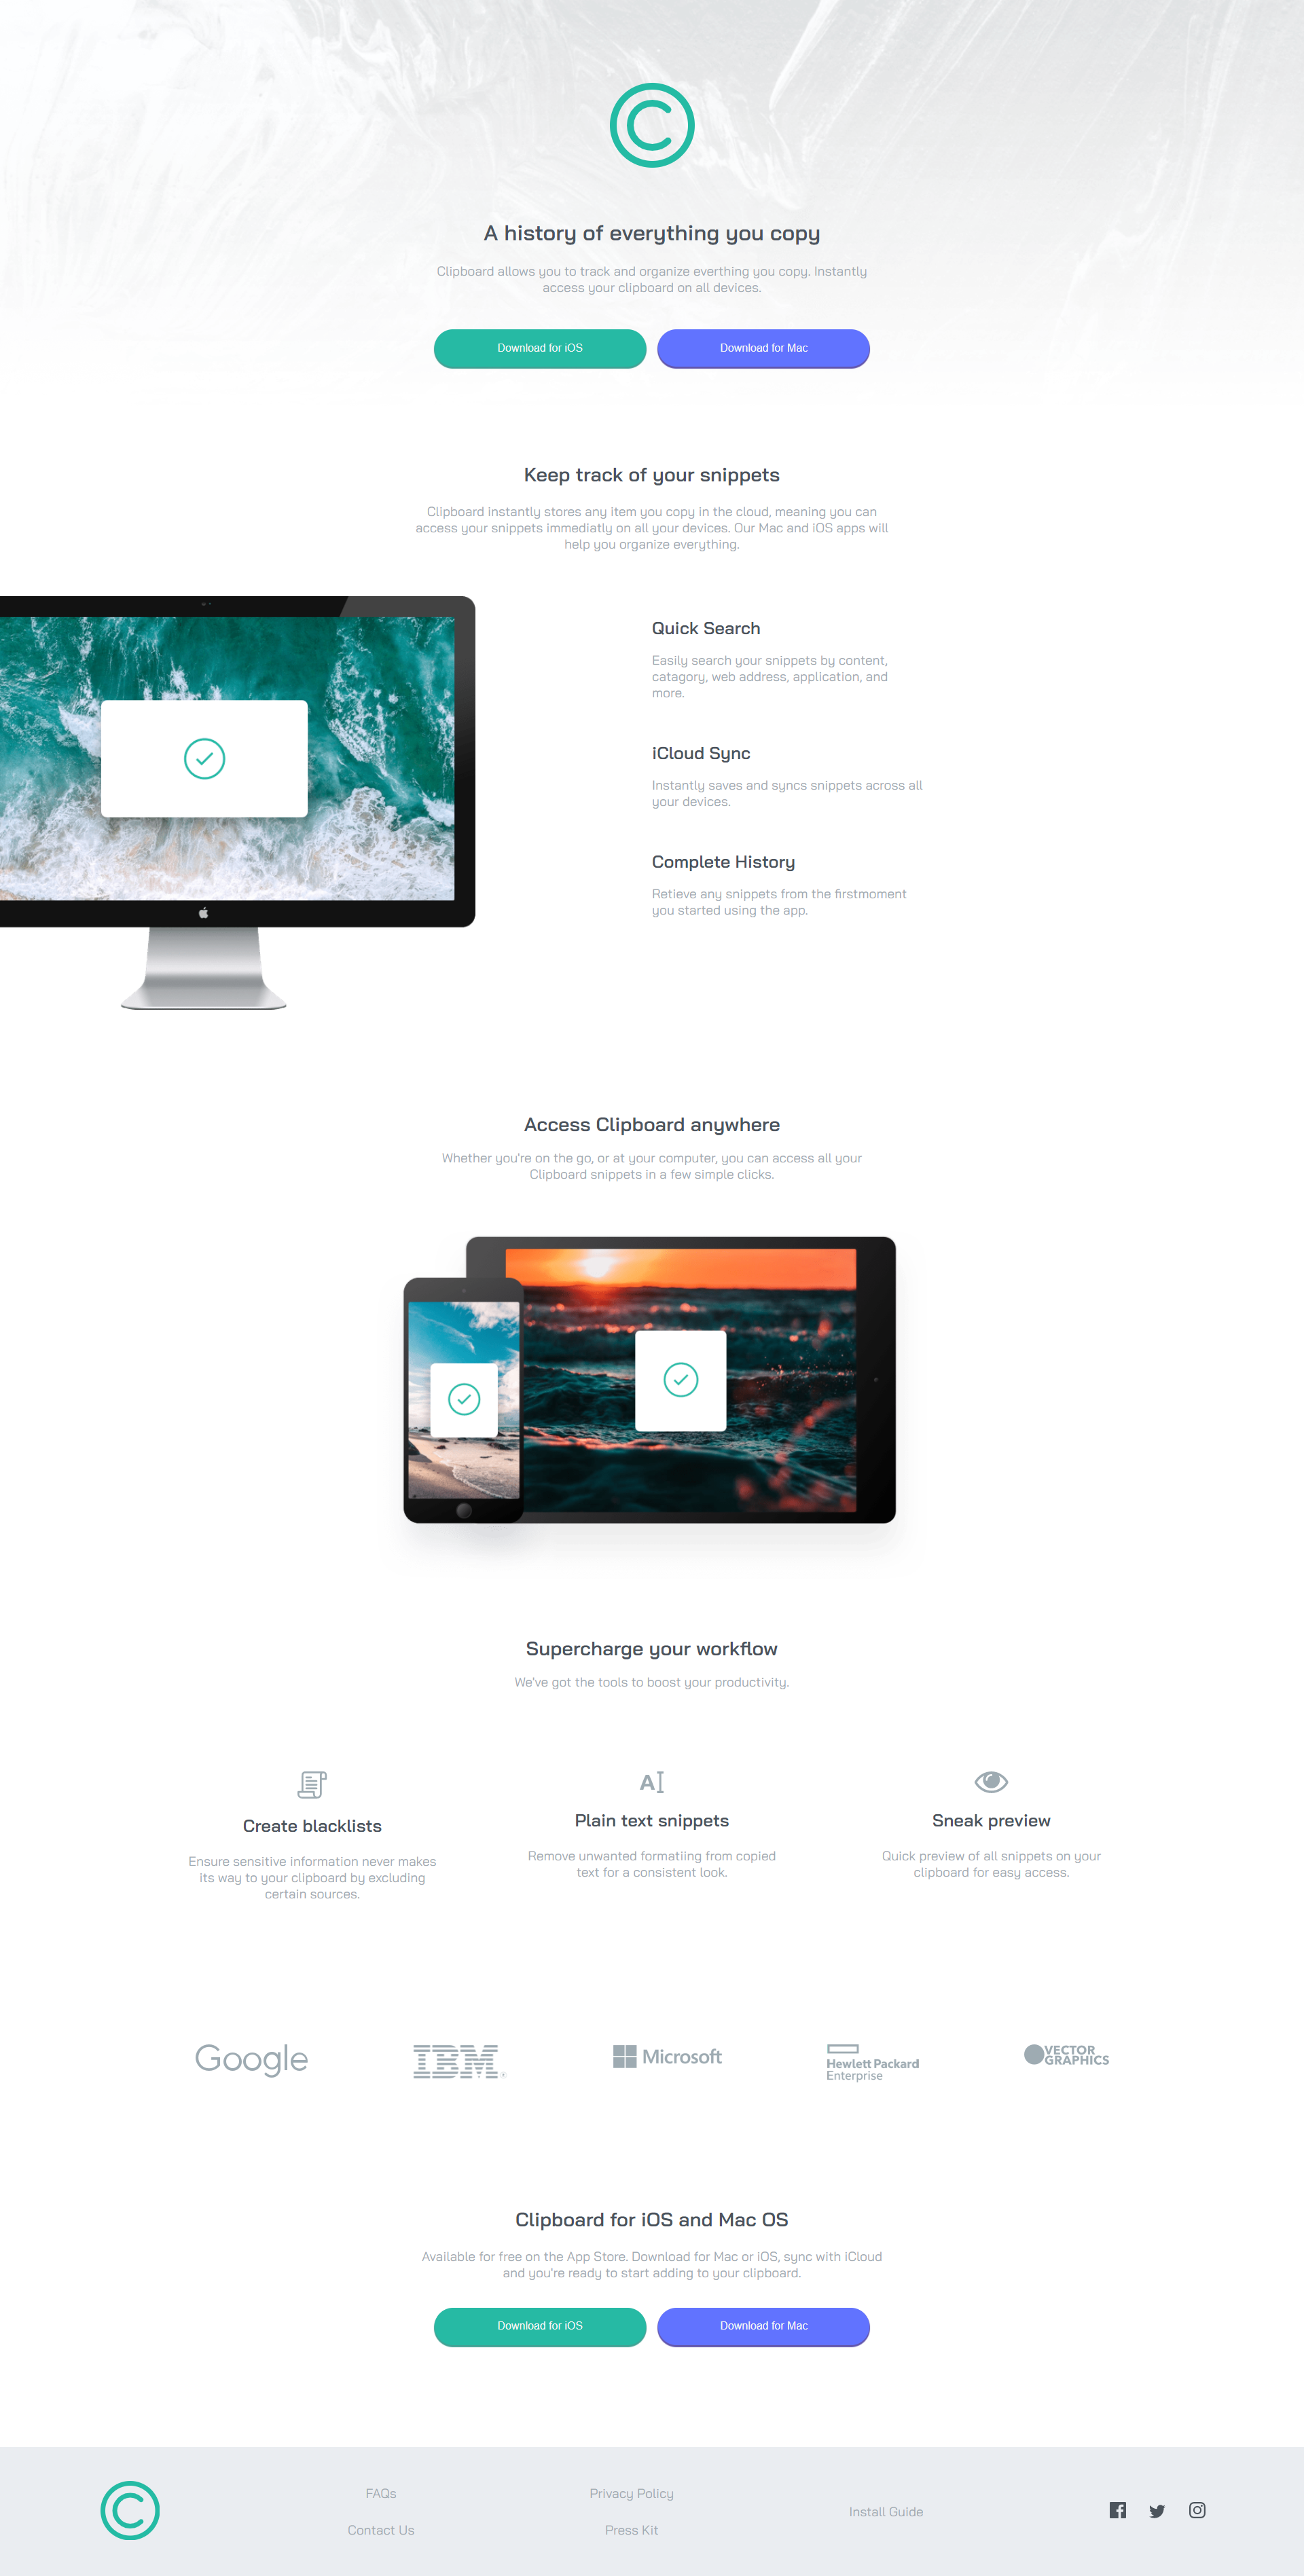 A history of everything you copy
Clipboard allows you to track and organize everthing you copy. Instantly
access your clipboard on all devices.
Download for iOS
Download for Mac
Keep track of your snippets
Clipboard instantly stores any item you copy in the cloud, meaning you can
access your snippets immediatly on all your devices. Our Mac and iOS apps will
help you organize everything.
Quick Search
Easily search your snippets by content,
catagory, web address, application, and
more.
iCloud Sync
Instantly saves and syncs snippets across all
your devices.
Complete History
Retieve any snippets from the firstmoment
you started using the app.
Access Clipboard anywhere
Whether you're on the go, or at your computer, you can access all your
Clipboard snippets in a few simple clicks.
Supercharge your workflow
We've got the tools to boost your productivity.
Create blacklists
Ensure sensitive information never makes
its way to your clipboard by excluding
certain sources.
Plain text snippets
Remove unwanted formatiing from copied
text for a consistent look.
Sneak preview
Quick preview of all snippets on your
clipboard for easy access.
Google
IBM
Microsoft
Hewlett Packard
Enterprise
VECTOR
GRAPHICS
Clipboard for iOS and Mac OS
Available for free on the App Store. Download for Mac or iOS, sync with iCloud
and you're ready to start adding to your clipboard.
Download for iOS
Download for Mac
FAQs
Contact Us
Privacy Policy
Press Kit
Install Guide